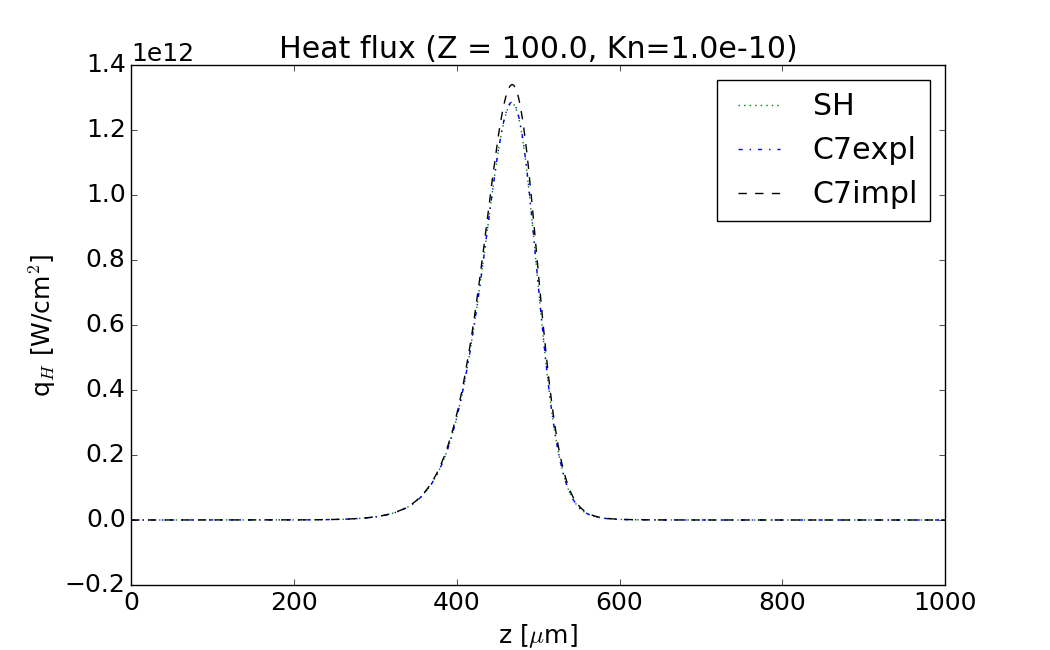 Heat flux (Z = 100.0, Kn=1.0e-10)
1e12
1.4
1.2
1.0
0.8
0.6
0.4
0.2
0.0
−0.2
q_H [W/cm²]
SH
C7expl
C7impl
0 200 400 600 800 1000
z [μm]